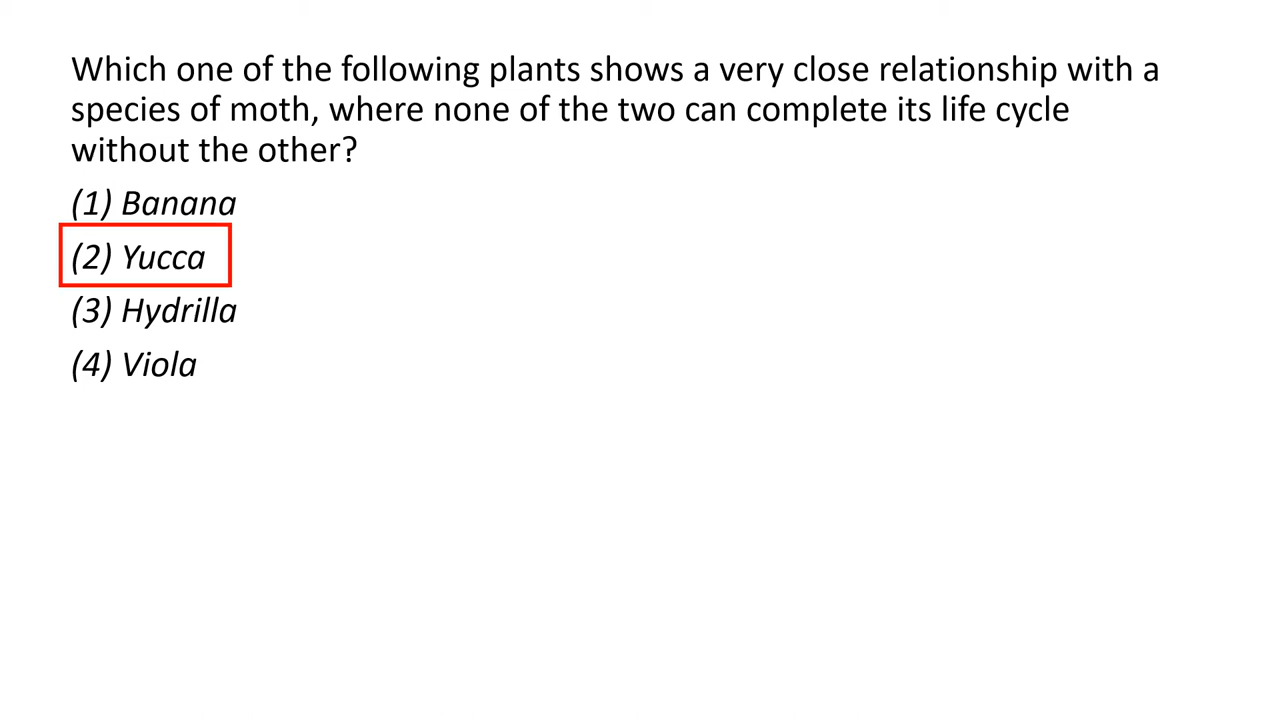 Which one of the following plants shows a very close relationship with a
species of moth, where none of the two can complete its life cycle
without the other?
(1) Banana
(2) Yucca
(3) Hydrilla
(4) Viola